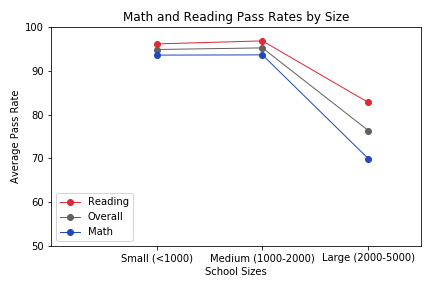 Math and Reading Pass Rates by Size
100
90
80
70
60
50
Average Pass Rate
Reading
Overall
Math
Small (<1000)
Medium (1000-2000)
Large (2000-5000)
School Sizes